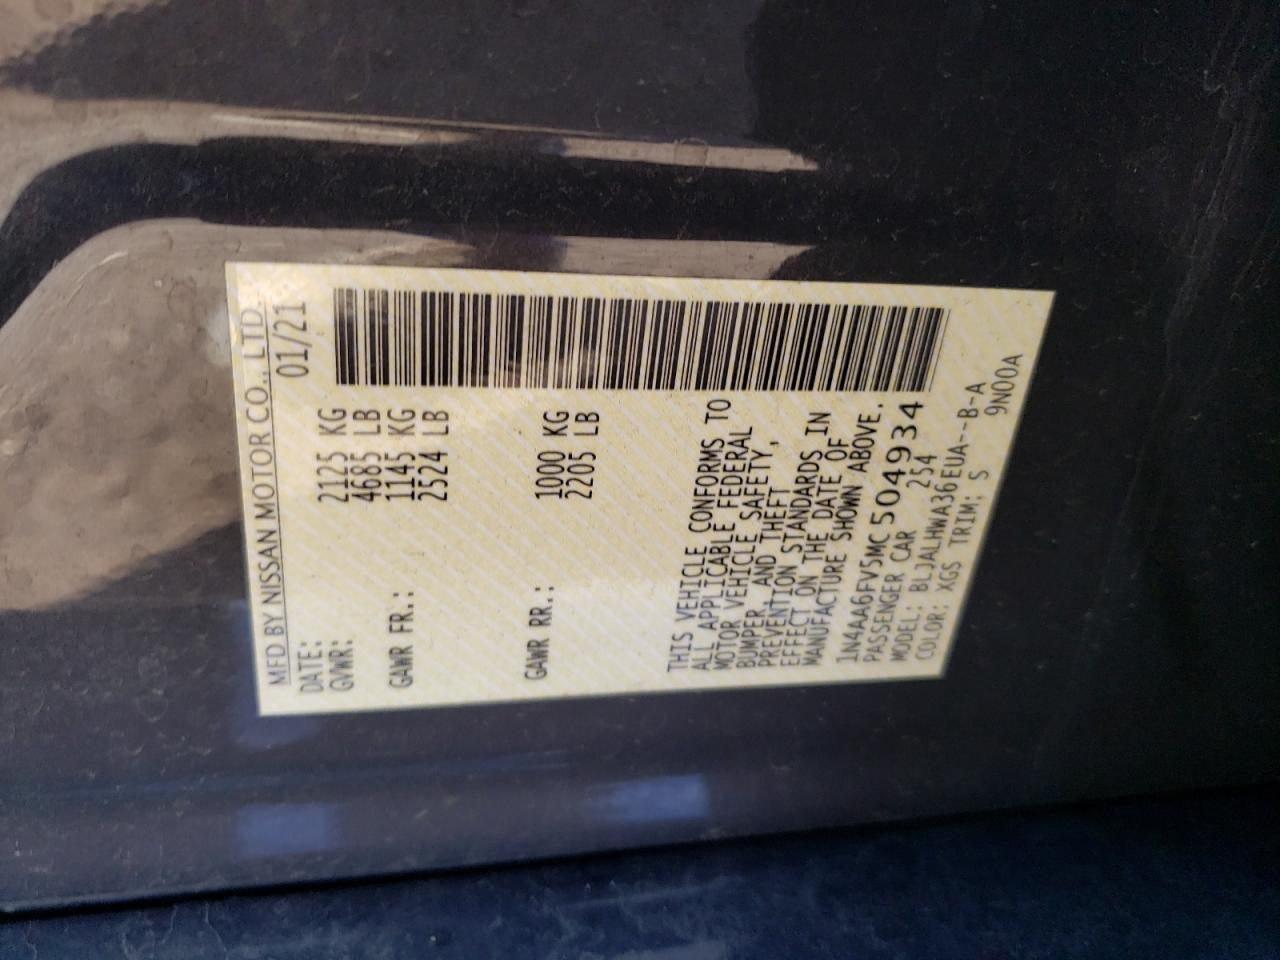 MFD BY NISSAN MOTOR CO., LTD.
DATE: 01/21
GVWR: 2125 KG
4685 LB
GAWR FR.: 1145 KG
2524 LB
GAWR RR.: 1000 KG
2205 LB
THIS VEHICLE CONFORMS TO
ALL APPLICABLE FEDERAL
MOTOR VEHICLE SAFETY,
BUMPER, AND THEFT
PREVENTION STANDARDS IN
EFFECT ON THE DATE OF
MANUFACTURE SHOWN ABOVE.
1N4AA6FV5MC504934
PASSENGER CAR 254
MODEL: BLJALHWA36EUA--B-A
COLOR: XGS TRIM: S 9N00A